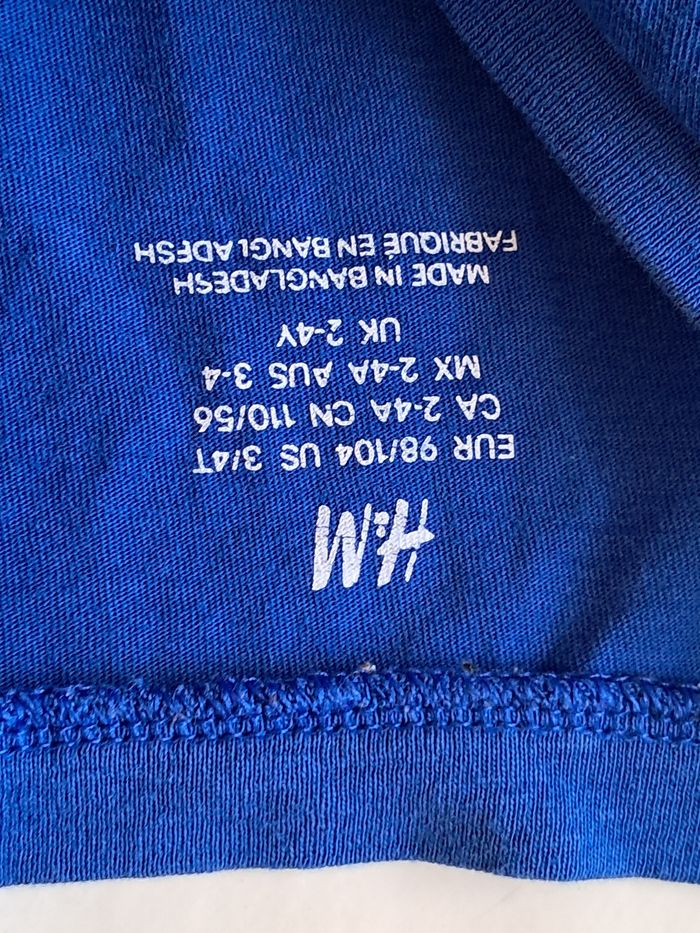 H&M
EUR 98/104 US 3/4T
CA 2-4A CN 110/56
MX 2-4A AUS 3-4
UK 2-4Y
MADE IN BANGLADESH
FABRIQUÉ EN BANGLADESH